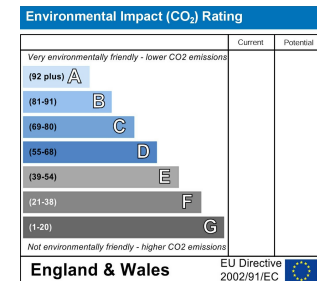 Environmental Impact (CO₂) Rating
Current Potential
Very environmentally friendly - lower CO2 emissions
(92 plus) A
(81-91) B
(69-80) C
(55-68) D
(39-54) E
(21-38) F
(1-20) G
Not environmentally friendly - higher CO2 emissions
England & Wales
EU Directive
2002/91/EC